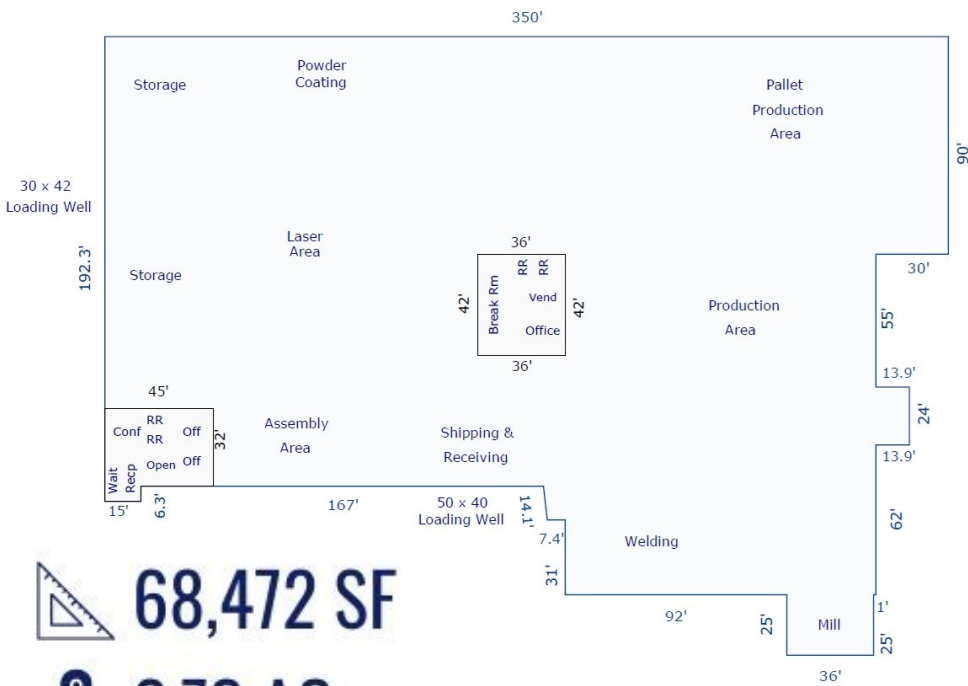 350'
Storage
Powder
Coating
Pallet
Production
Area
90'
30 x 42
Loading Well
192.3'
Laser
Area
Storage
36'
42'
Break Rm
RR
RR
Vend
Office
42'
36'
30'
Production
Area
55'
13.9'
24'
13.9'
45'
Conf
RR
RR
Off
32'
Wait
Recp
Open
Off
15'
6.3'
Assembly
Area
Shipping &
Receiving
167'
50 x 40
Loading Well
14.1'
7.4'
31'
Welding
62'
92'
25'
Mill
1'
25'
36'
68,472 SF